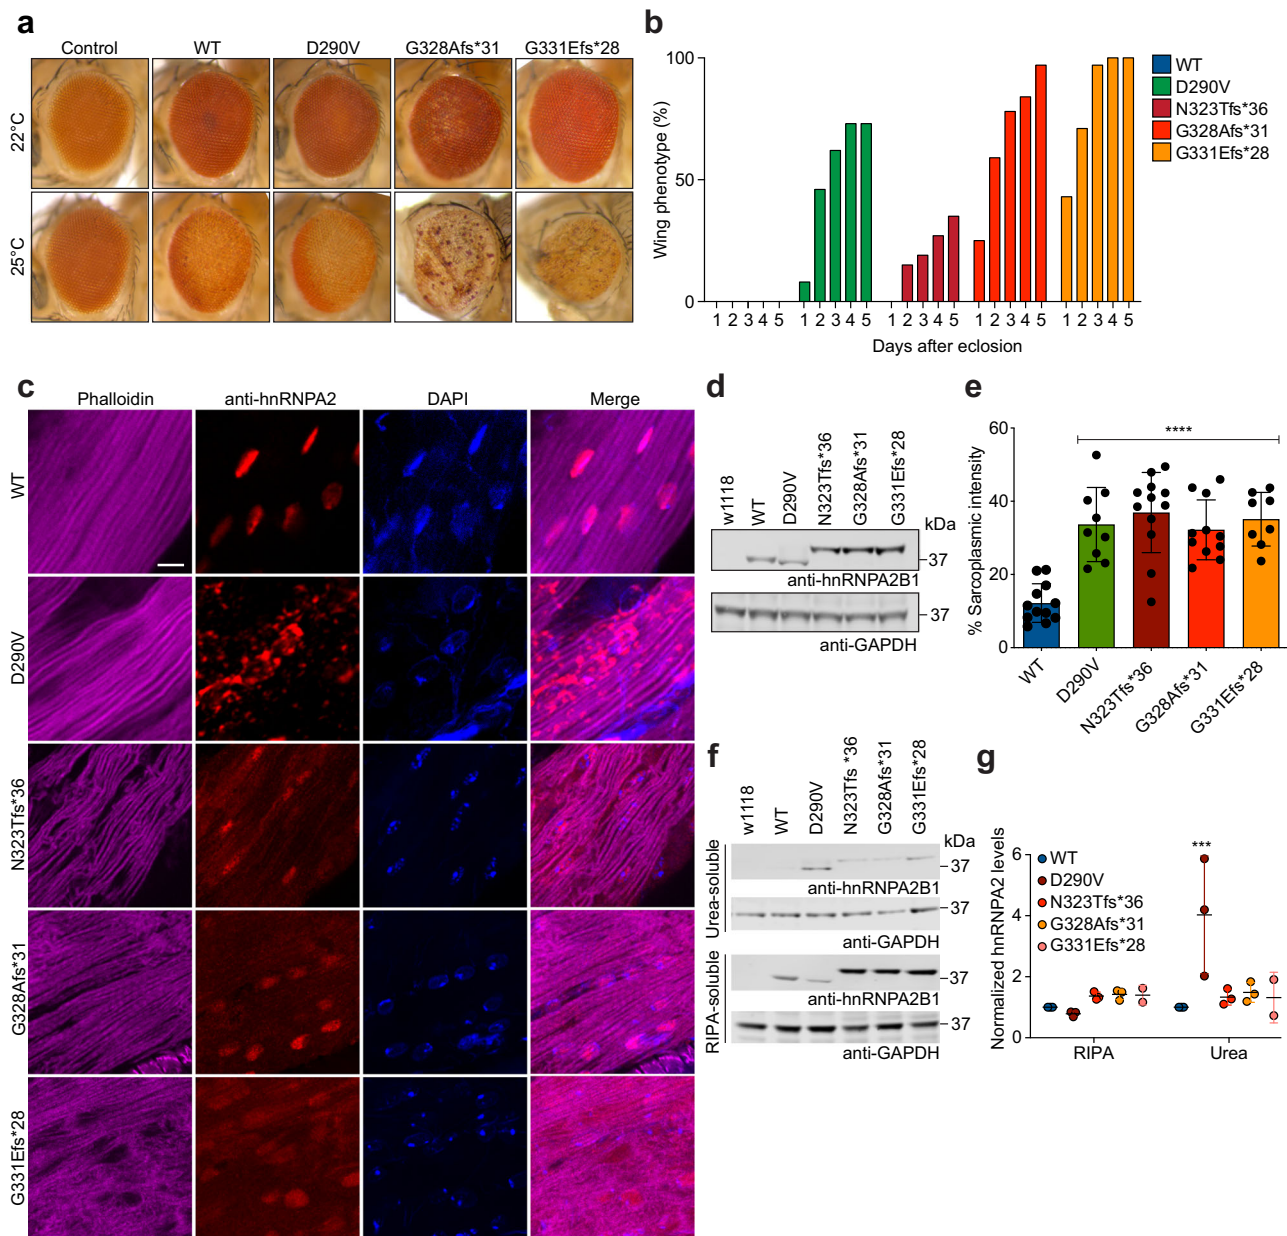 a
Control WT D290V G328Afs*31 G331Efs*28
22°C
25°C
b
Wing phenotype (%)
100
50
0
1 2 3 4 5 1 2 3 4 5 1 2 3 4 5 1 2 3 4 5 1 2 3 4 5
Days after eclosion
WT
D290V
N323Tfs*36
G328Afs*31
G331Efs*28
c
Phalloidin anti-hnRNPA2 DAPI Merge
WT
D290V
N323Tfs*36
G328Afs*31
G331Efs*28
d
w1118 WT D290V N323Tfs*36 G328Afs*31 G331Efs*28
kDa
37
anti-hnRNPA2B1
37
anti-GAPDH
e
% Sarcoplasmic intensity
60
40
20
0
****
WT D290V N323Tfs*36 G328Afs*31 G331Efs*28
f
w1118 WT D290V N323Tfs*36 G328Afs*31 G331Efs*28
kDa
Urea-soluble
37
anti-hnRNPA2B1
37
anti-GAPDH
RIPA-soluble
37
anti-hnRNPA2B1
37
anti-GAPDH
g
Normalized hnRNPA2 levels
6
4
2
0
WT
D290V
N323Tfs*36
G328Afs*31
G331Efs*28
***
RIPA Urea